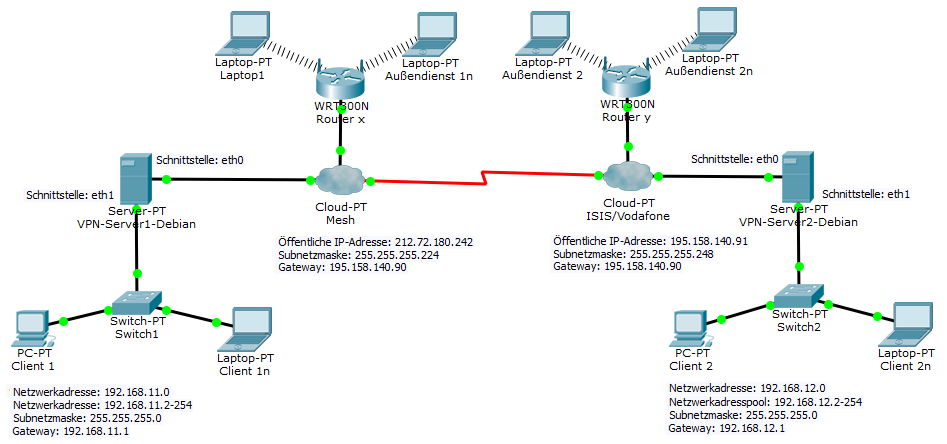 Laptop-PT
Laptop1
Laptop-PT
Außendienst 1n
WRT300N
Router x
Laptop-PT
Außendienst 2
Laptop-PT
Außendienst 2n
WRT300N
Router y
Schnittstelle: eth0
Schnittstelle: eth1
Server-PT
VPN-Server1-Debian
Cloud-PT
Mesh
Öffentliche IP-Adresse: 212.72.180.242
Subnetzmaske: 255.255.255.224
Gateway: 195.158.140.90
Cloud-PT
ISIS/Vodafone
Öffentliche IP-Adresse: 195.158.140.91
Subnetzmaske: 255.255.255.248
Gateway: 195.158.140.90
Schnittstelle: eth0
Schnittstelle: eth1
Server-PT
VPN-Server2-Debian
Switch-PT
Switch1
PC-PT
Client 1
Laptop-PT
Client 1n
Netzwerkadresse: 192.168.11.0
Netzwerkadresse: 192.168.11.2-254
Subnetzmaske: 255.255.255.0
Gateway: 192.168.11.1
Switch-PT
Switch2
PC-PT
Client 2
Laptop-PT
Client 2n
Netzwerkadresse: 192.168.12.0
Netzwerkadresspool: 192.168.12.2-254
Subnetzmaske: 255.255.255.0
Gateway: 192.168.12.1